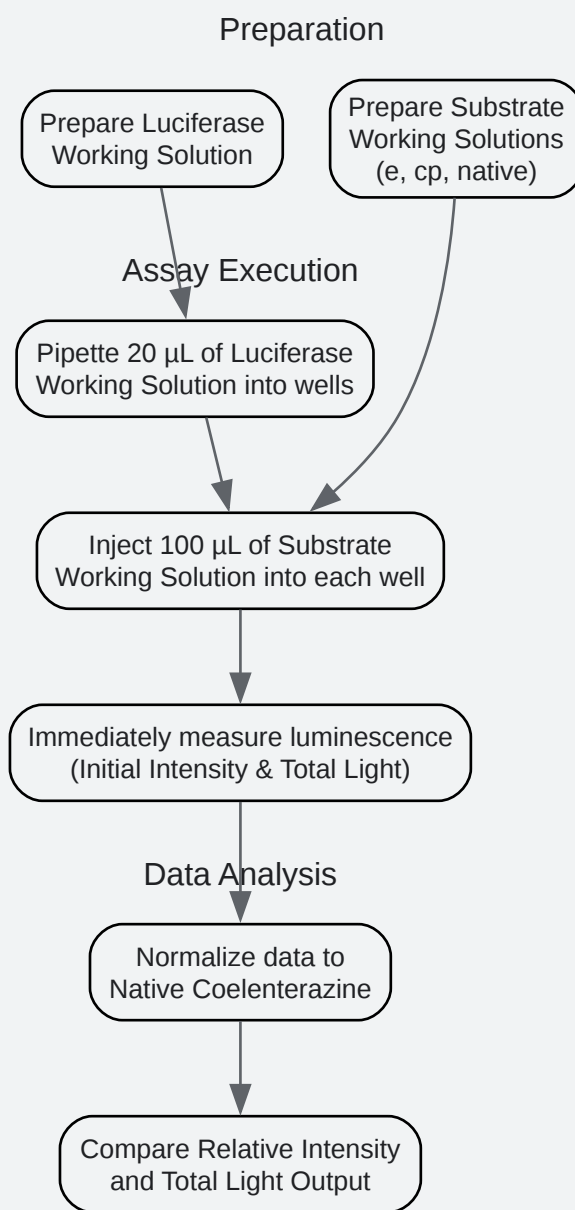 Preparation
Prepare Luciferase
Working Solution
Prepare Substrate
Working Solutions
(e, cp, native)
Assay Execution
Pipette 20 µL of Luciferase
Working Solution into wells
Inject 100 µL of Substrate
Working Solution into each well
Immediately measure luminescence
(Initial Intensity & Total Light)
Data Analysis
Normalize data to
Native Coelenterazine
Compare Relative Intensity
and Total Light Output